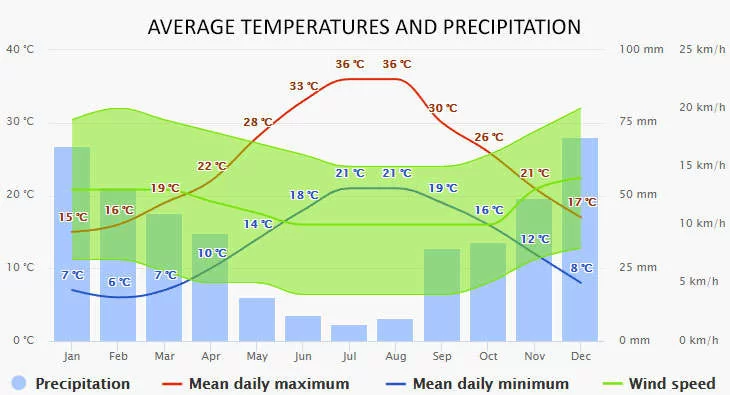 AVERAGE TEMPERATURES AND PRECIPITATION
40 °C 100 mm 25 km/h
36 °C 36 °C
33 °C
30 °C 28 °C 30 °C 75 mm 20 km/h
26 °C
22 °C 21 °C 21 °C 21 °C 15 km/h
20 °C 19 °C 18 °C 19 °C 50 mm
15 °C 16 °C 14 °C 16 °C 17 °C 10 km/h
10 °C 12 °C
10 °C 7 °C 6 °C 7 °C 8 °C 25 mm 5 km/h
0 °C 0 mm 0 km/h
Jan Feb Mar Apr May Jun Jul Aug Sep Oct Nov Dec
Precipitation Mean daily maximum Mean daily minimum Wind speed